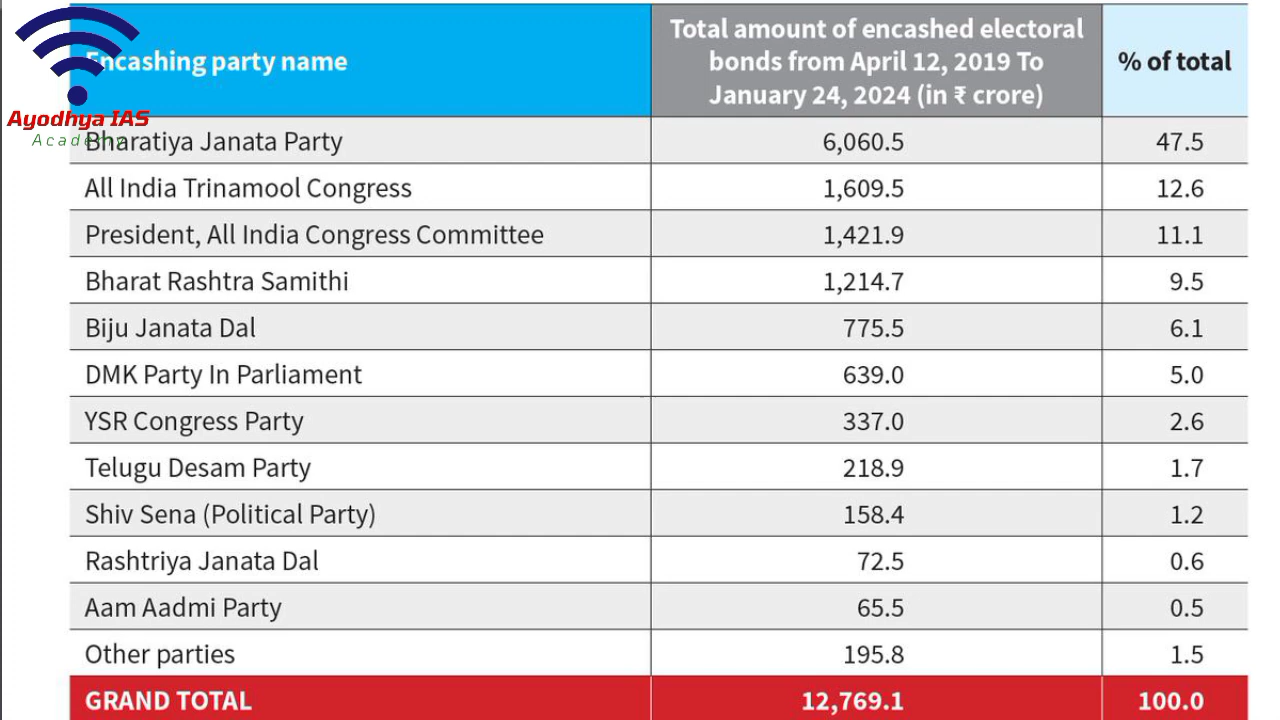 Encashing party name
Total amount of encashed electoral
bonds from April 12, 2019 To
January 24, 2024 (in ₹ crore)
% of total
Ayodhya IAS
Academy
Bharatiya Janata Party 6,060.5 47.5
All India Trinamool Congress 1,609.5 12.6
President, All India Congress Committee 1,421.9 11.1
Bharat Rashtra Samithi 1,214.7 9.5
Biju Janata Dal 775.5 6.1
DMK Party In Parliament 639.0 5.0
YSR Congress Party 337.0 2.6
Telugu Desam Party 218.9 1.7
Shiv Sena (Political Party) 158.4 1.2
Rashtriya Janata Dal 72.5 0.6
Aam Aadmi Party 65.5 0.5
Other parties 195.8 1.5
GRAND TOTAL 12,769.1 100.0